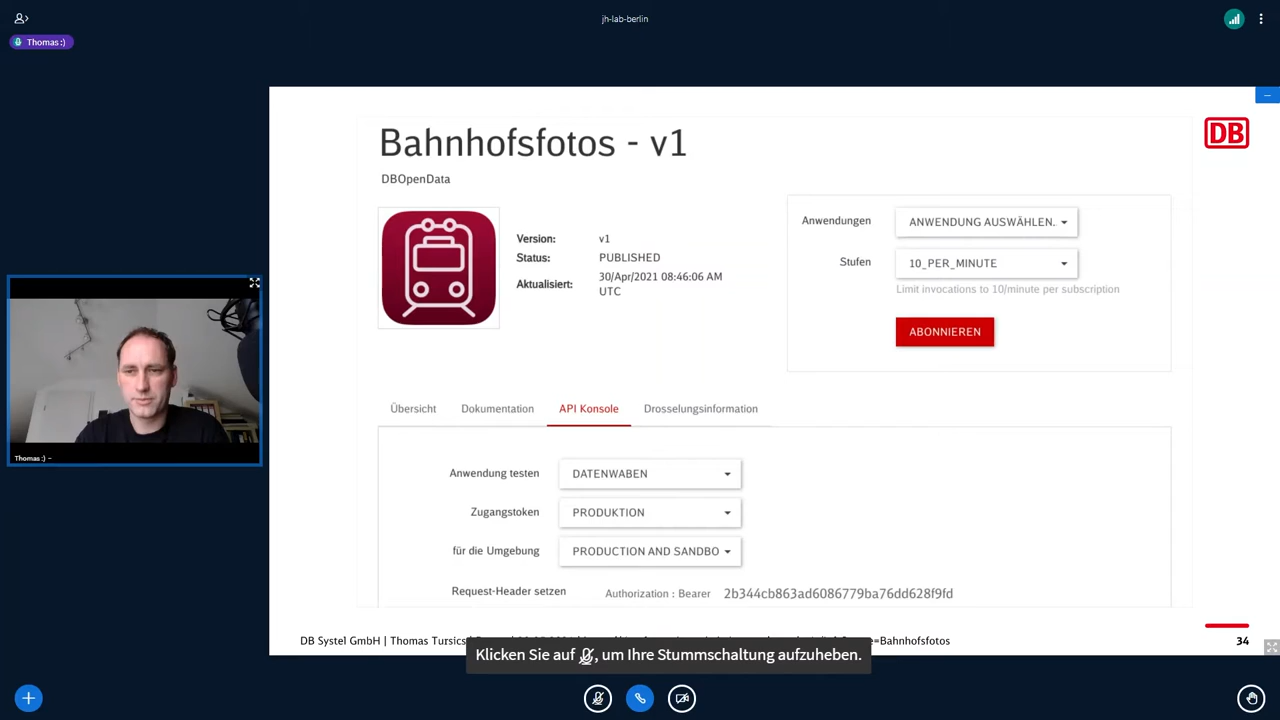 jh-lab-berlin
Thomas :)
Bahnhofsfotos - v1
DB
DBOpenData
Version: v1
Status: PUBLISHED
Aktualisiert: 30/Apr/2021 08:46:06 AM
UTC
Anwendungen ANWENDUNG AUSWÄHLEN.
Stufen 10_PER_MINUTE
Limit invocations to 10/minute per subscription
ABONNIEREN
Übersicht Dokumentation API Konsole Drosselungsinformation
Anwendung testen DATENWABEN
Zugangstoken PRODUKTION
für die Umgebung PRODUCTION AND SANDBO
Request-Header setzen Authorization : Bearer 2b344cb863ad6086779ba76dd628f9fd
Thomas :)
DB Systel GmbH | Thomas Tursics =Bahnhofsfotos 34
Klicken Sie auf , um Ihre Stummschaltung aufzuheben.